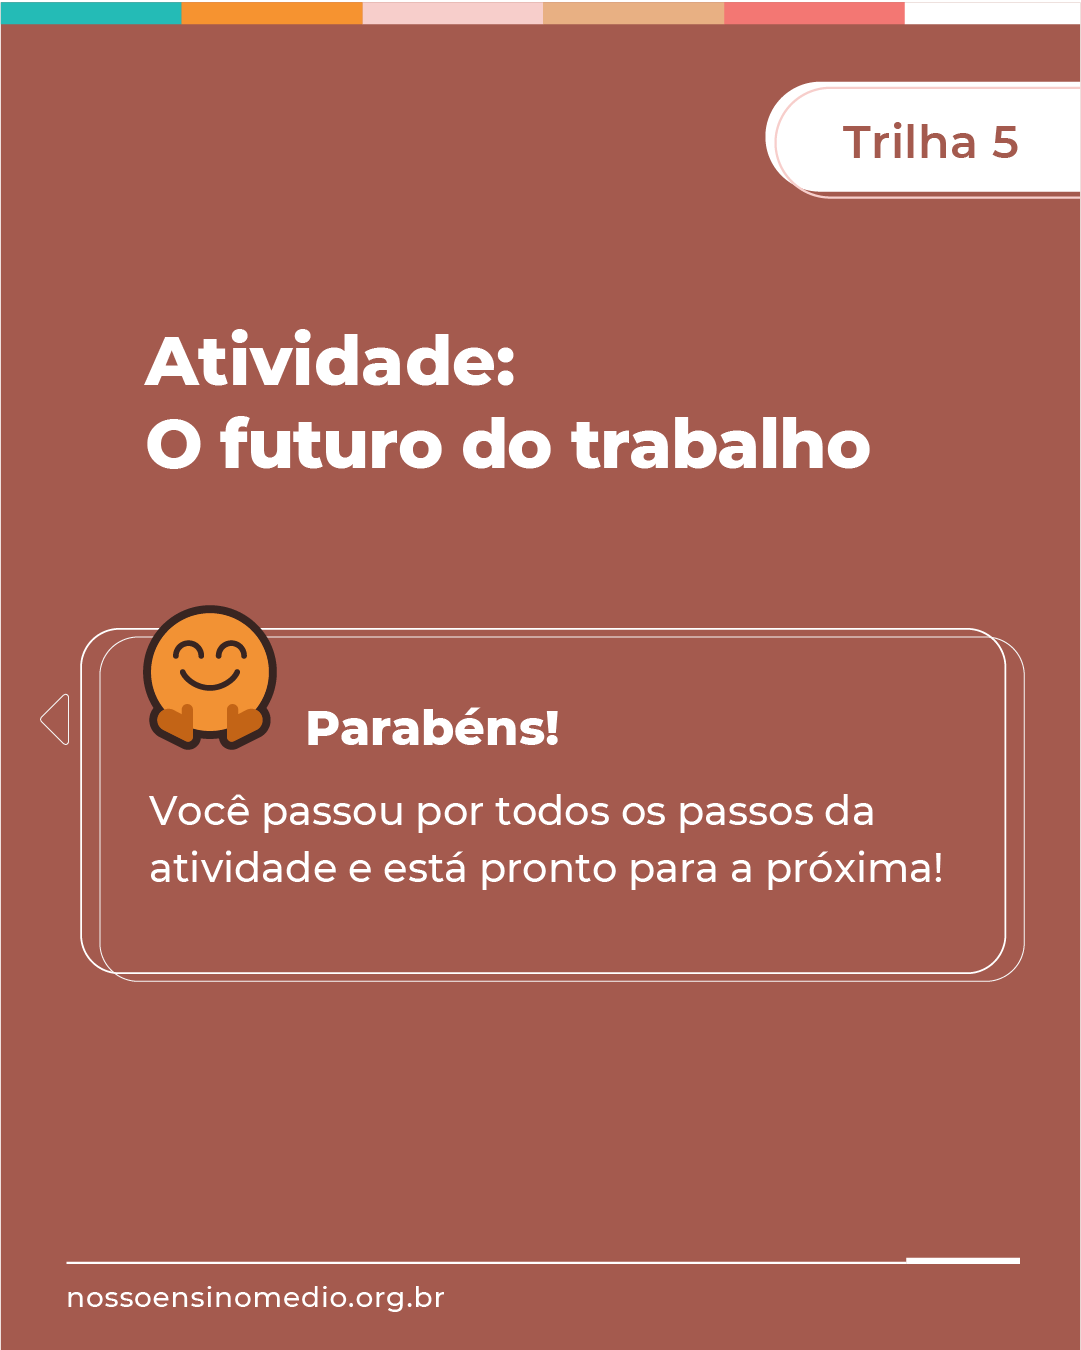 Trilha 5
Atividade:
O futuro do trabalho
Parabéns!
Você passou por todos os passos da
atividade e está pronto para a próxima!
nossoensinomedio.org.br